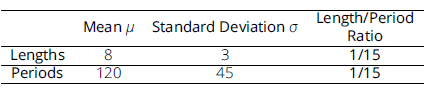 Mean μ Standard Deviation σ Length/Period Ratio
Lengths 8 3 1/15
Periods 120 45 1/15